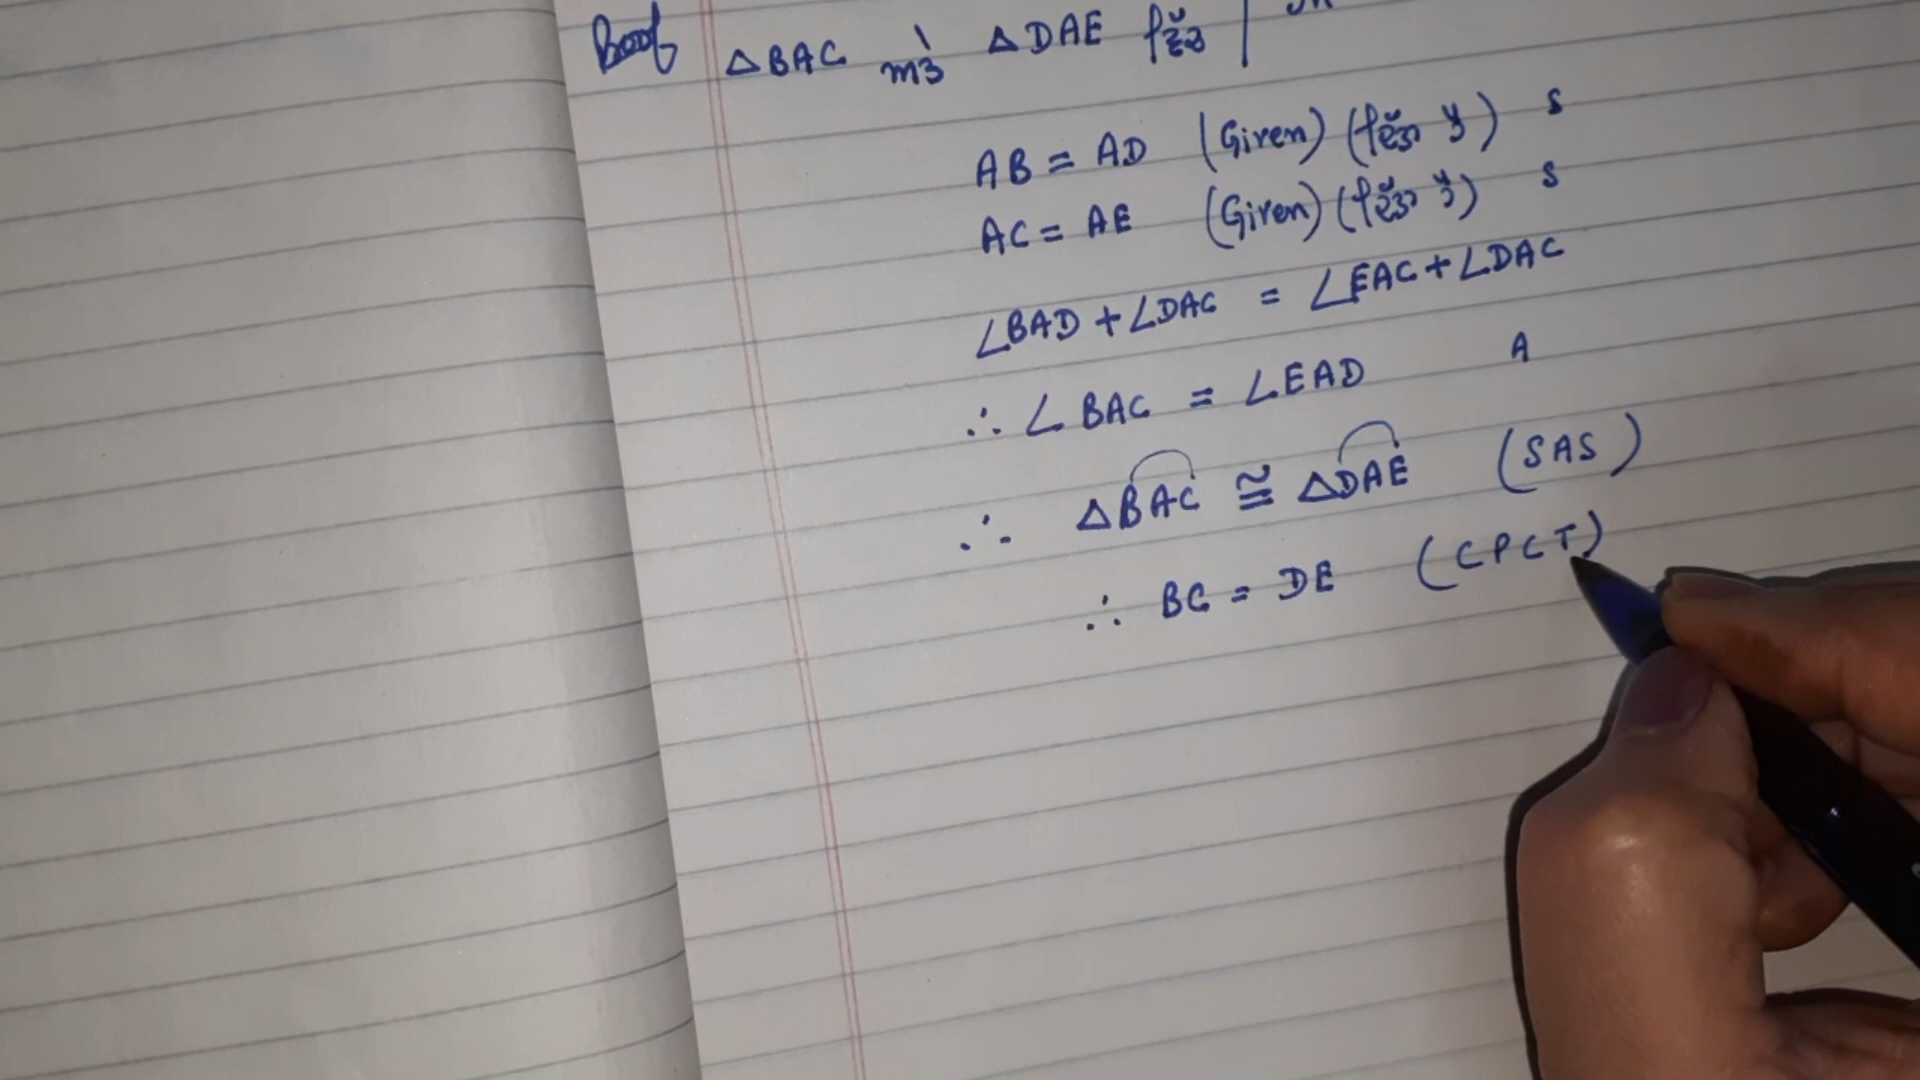 Proof △BAC ਅਤੇ △DAE ਵਿੱਚ
AB = AD (Given) (ਦਿੱਤਾ ਹੈ) S
AC = AE (Given) (ਦਿੱਤਾ ਹੈ) S
∠BAD + ∠DAC = ∠EAC + ∠DAC
∴ ∠BAC = ∠EAD A
∴ △BAC ≅ △DAE (SAS)
∴ BC = DE (CPCT)